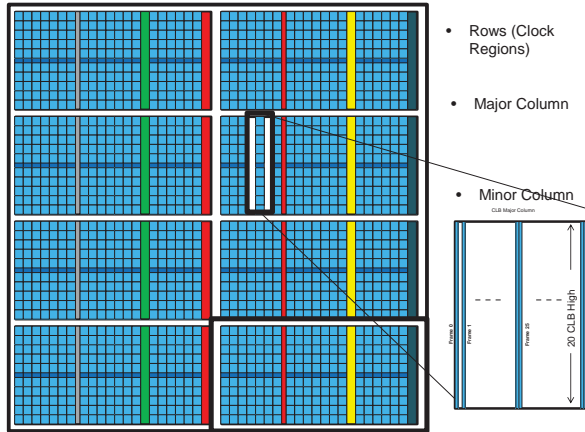 • Rows (Clock
Regions)
• Major Column
• Minor Column
CLB Major Column
Frame 0
Frame 1
Frame 25
20 CLB High